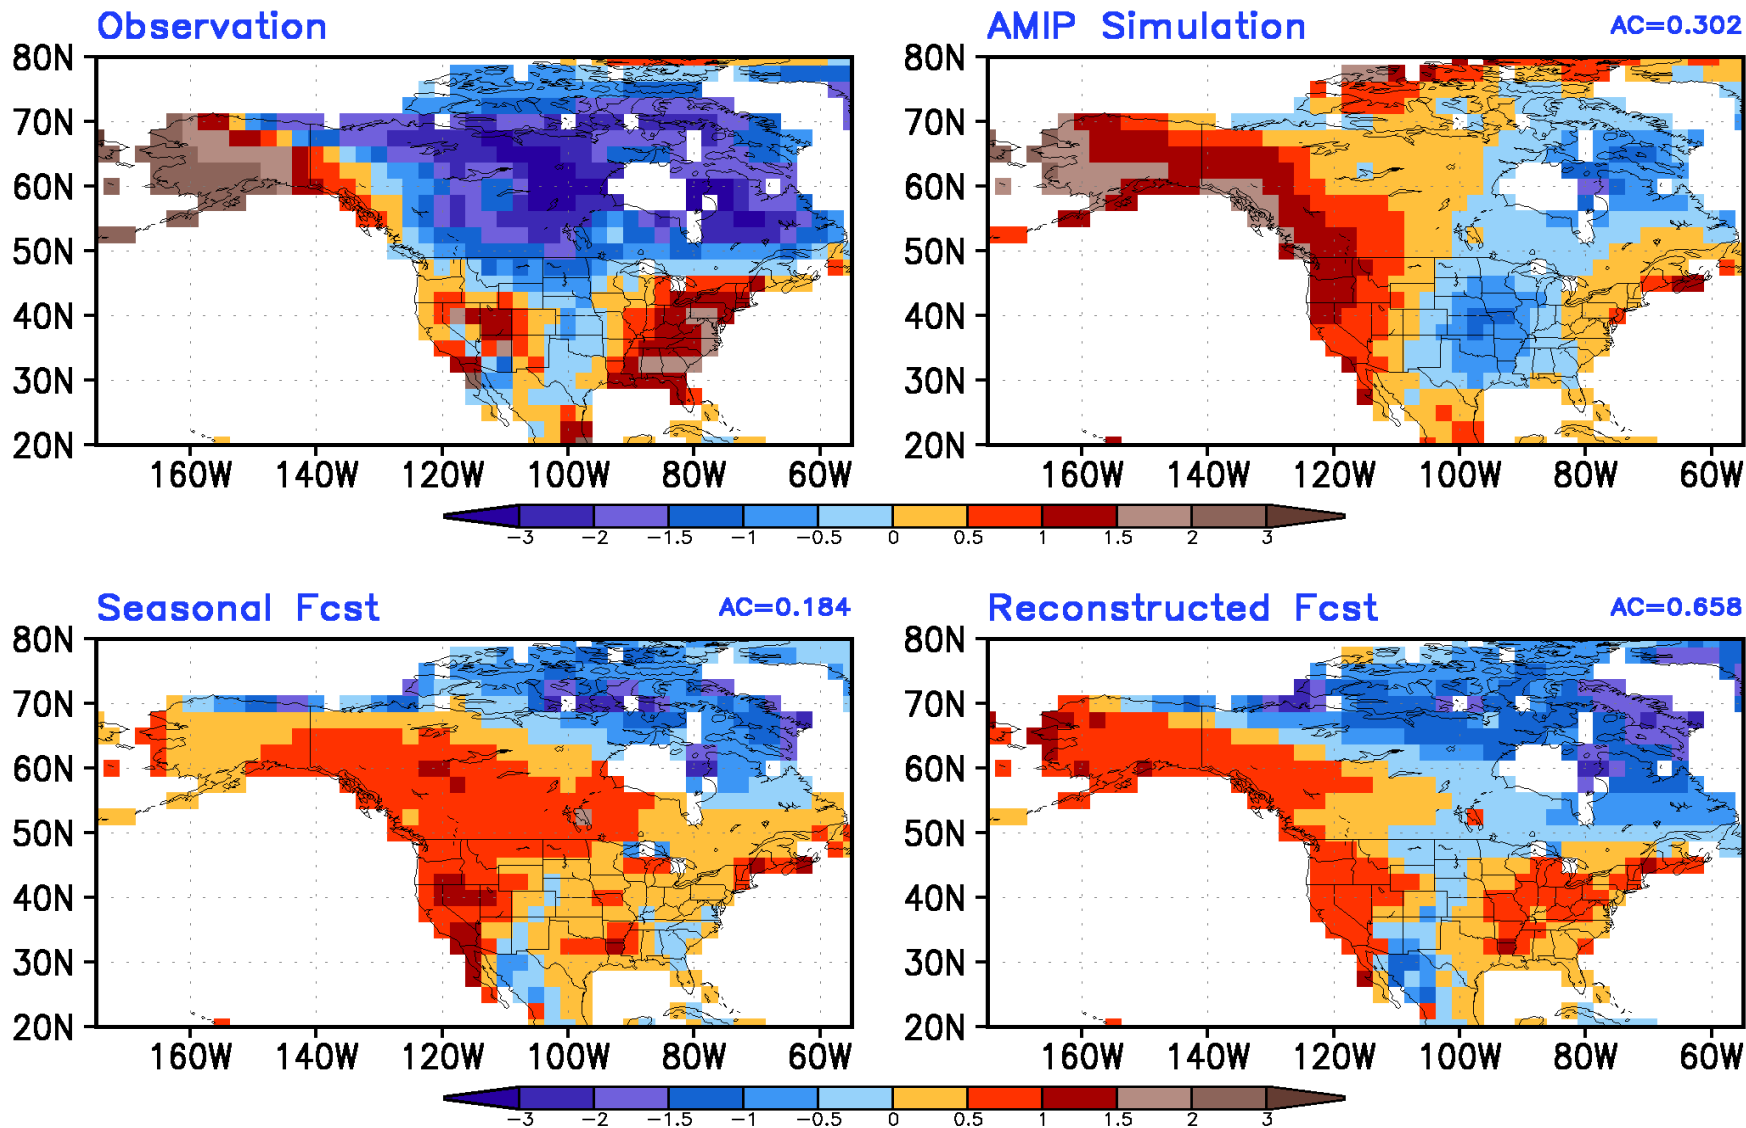 Observation
AMIP Simulation AC=0.302
80N 80N
70N 70N
60N 60N
50N 50N
40N 40N
30N 30N
20N 20N
160W 140W 120W 100W 80W 60W 160W 140W 120W 100W 80W 60W
-3 -2 -1.5 -1 -0.5 0 0.5 1 1.5 2 3
Seasonal Fcst AC=0.184
Reconstructed Fcst AC=0.658
80N 80N
70N 70N
60N 60N
50N 50N
40N 40N
30N 30N
20N 20N
160W 140W 120W 100W 80W 60W 160W 140W 120W 100W 80W 60W
-3 -2 -1.5 -1 -0.5 0 0.5 1 1.5 2 3